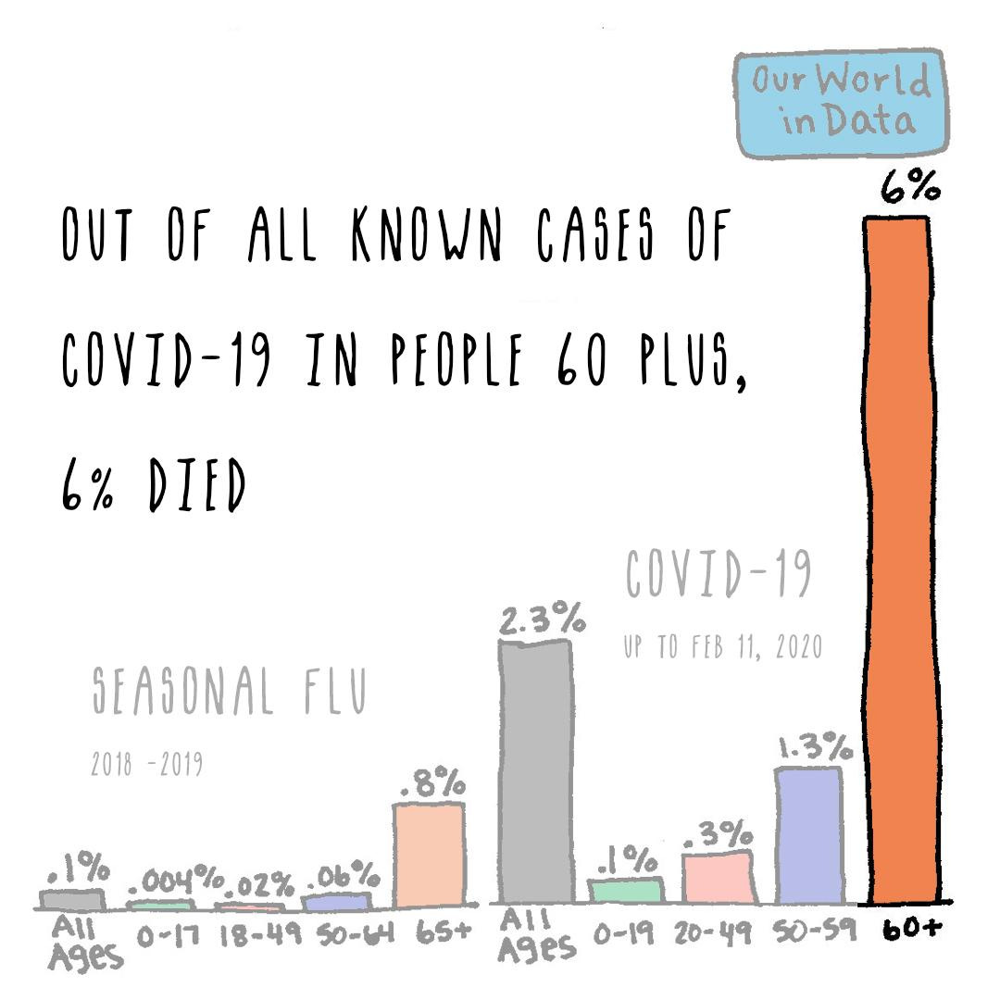 Our World
in Data
6%
OUT OF ALL KNOWN CASES OF
COVID-19 IN PEOPLE 60 PLUS,
6% DIED
COVID-19
UP TO FEB 11, 2020
SEASONAL FLU
2018 -2019
.1%
.004%
.02%
.06%
.8%
2.3%
.1%
.3%
1.3%
All
Ages
0-17
18-49
50-64
65+
All
Ages
0-19
20-49
50-59
60+